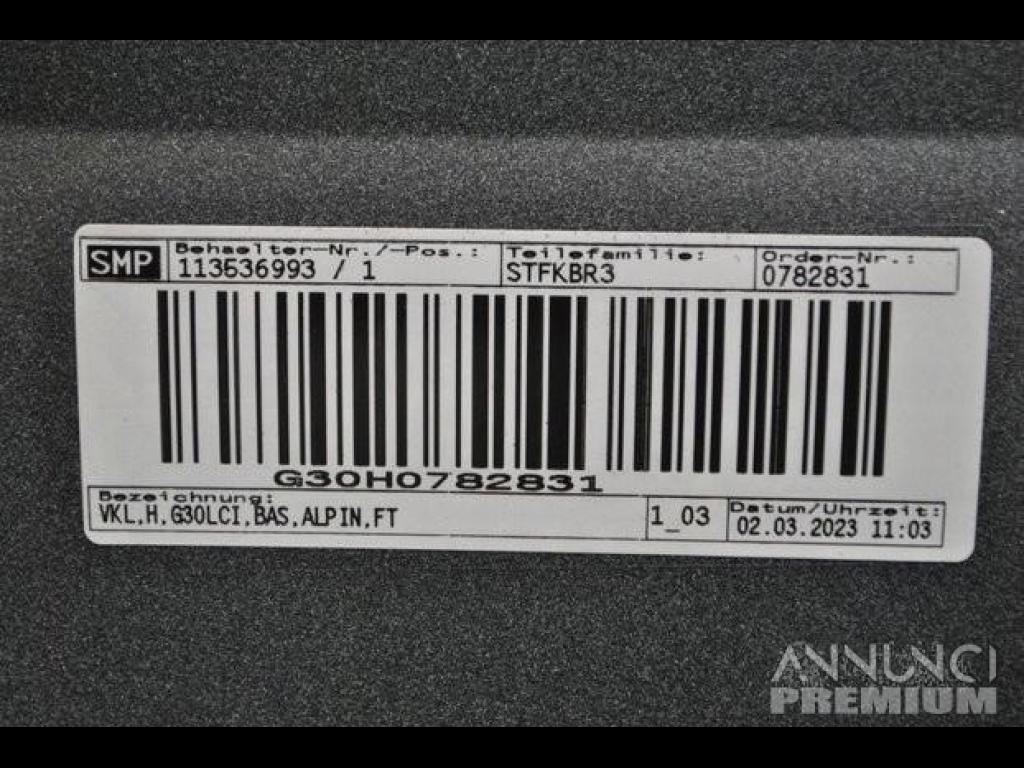 SMP
Behaelter-Nr./-Pos.:
113536993 / 1
Teilefamilie:
STFKBR3
Order-Nr.:
0782831
G30H0782831
Bezeichnung:
VKL,H,G30LCI,BAS,ALPIN,FT
1_03
Datum/Uhrzeit:
02.03.2023 11:03
ANNUNCI
PREMIUM